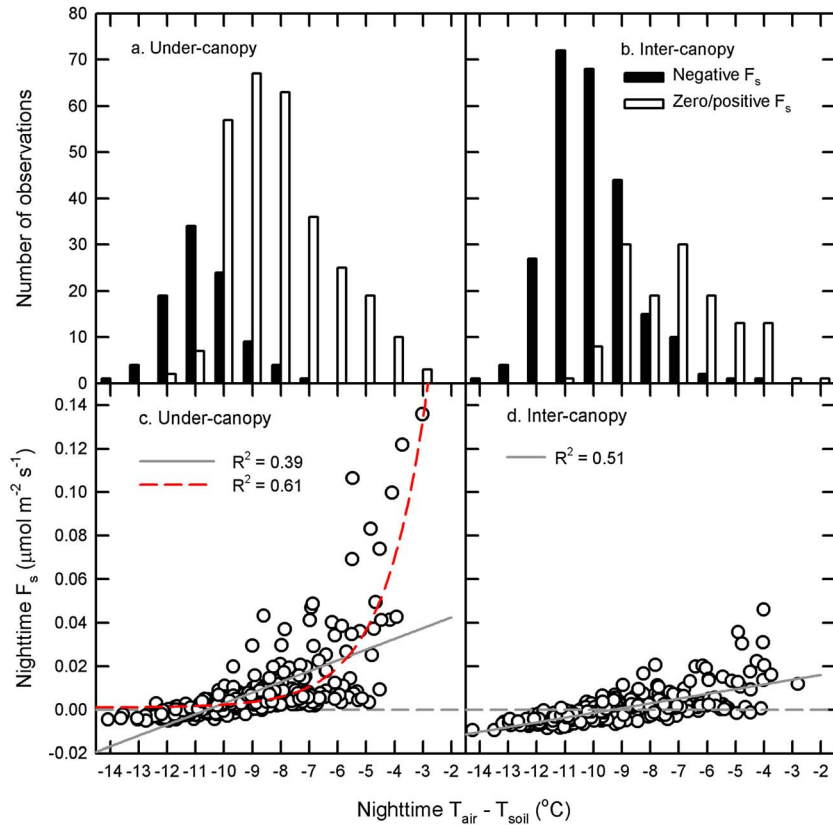 a. Under-canopy
b. Inter-canopy
Negative Fₛ
Zero/positive Fₛ
80
70
60
50
40
30
20
10
0
Number of observations
c. Under-canopy
R² = 0.39
R² = 0.61
d. Inter-canopy
R² = 0.51
0.14
0.12
0.10
0.08
0.06
0.04
0.02
0.00
-0.02
Nighttime Fₛ (μmol m⁻² s⁻¹)
-14 -13 -12 -11 -10 -9 -8 -7 -6 -5 -4 -3 -2
-14 -13 -12 -11 -10 -9 -8 -7 -6 -5 -4 -3 -2
Nighttime T_air - T_soil (°C)